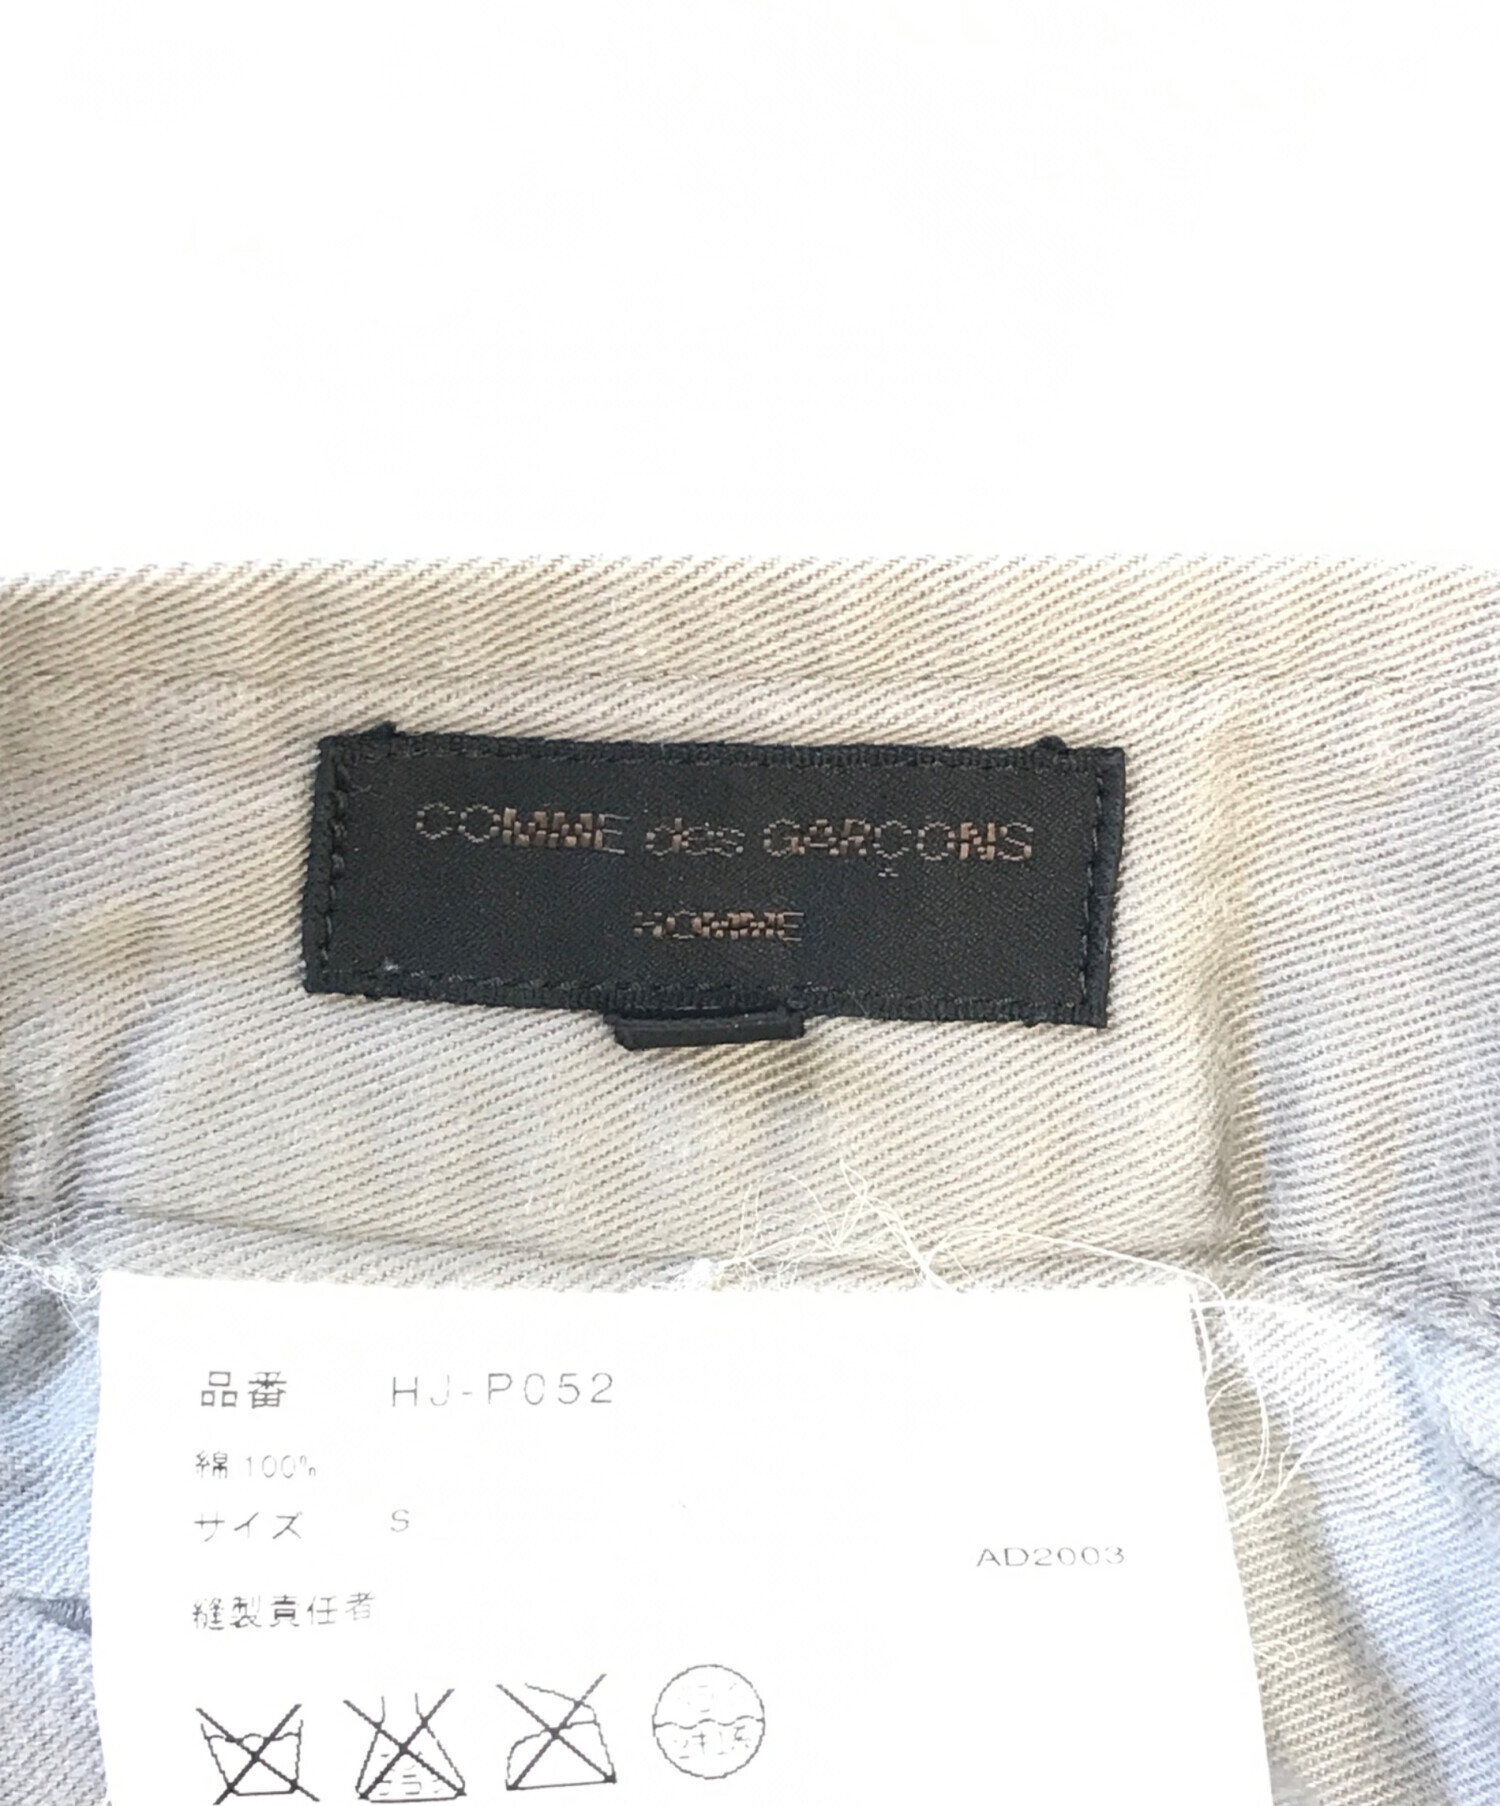 COMME des GARÇONS
HOMME
品番 HJ-P052
綿 100%
サイズ S
AD2003
縫製責任者